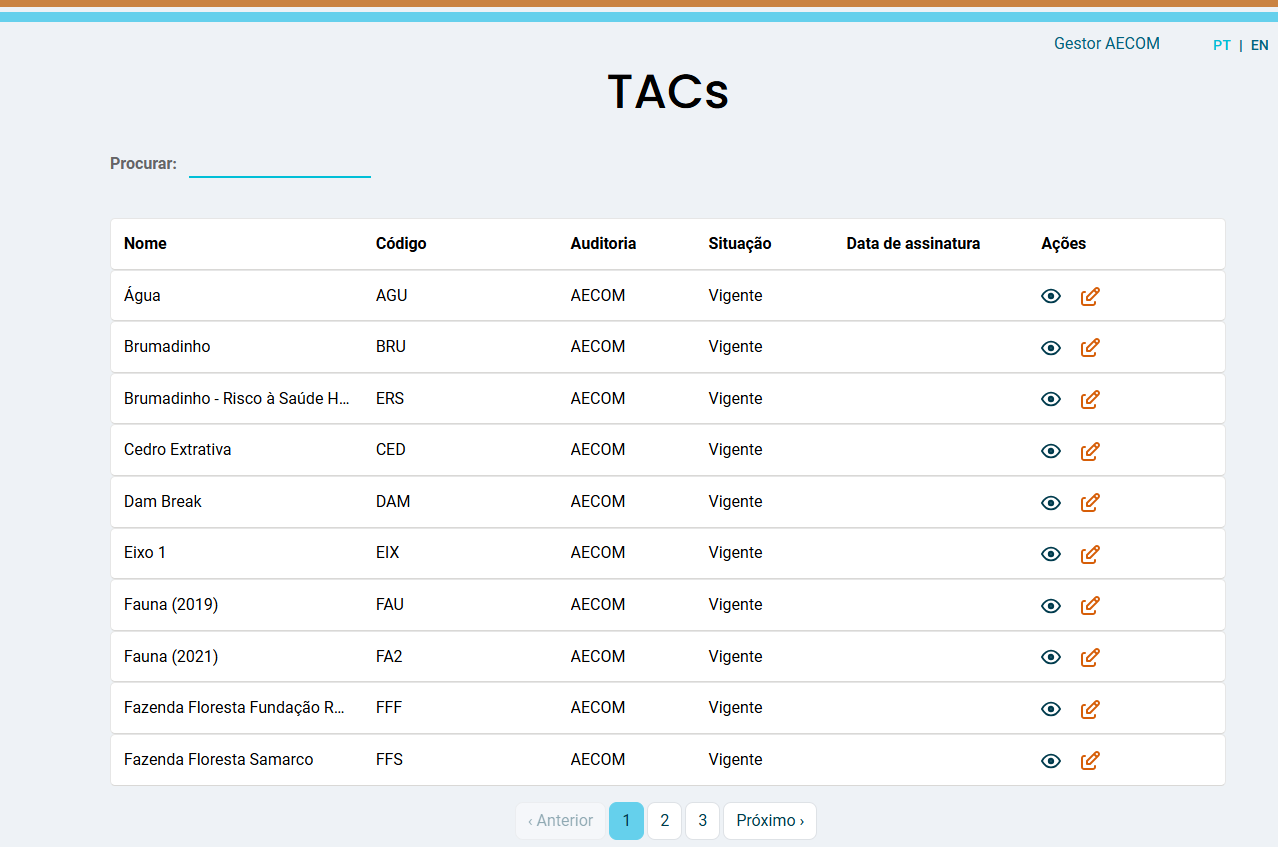 Gestor AECOM PT | EN
TACs
Procurar:
Nome Código Auditoria Situação Data de assinatura Ações
Água AGU AECOM Vigente
Brumadinho BRU AECOM Vigente
Brumadinho - Risco à Saúde H... ERS AECOM Vigente
Cedro Extrativa CED AECOM Vigente
Dam Break DAM AECOM Vigente
Eixo 1 EIX AECOM Vigente
Fauna (2019) FAU AECOM Vigente
Fauna (2021) FA2 AECOM Vigente
Fazenda Floresta Fundação R... FFF AECOM Vigente
Fazenda Floresta Samarco FFS AECOM Vigente
‹ Anterior 1 2 3 Próximo ›